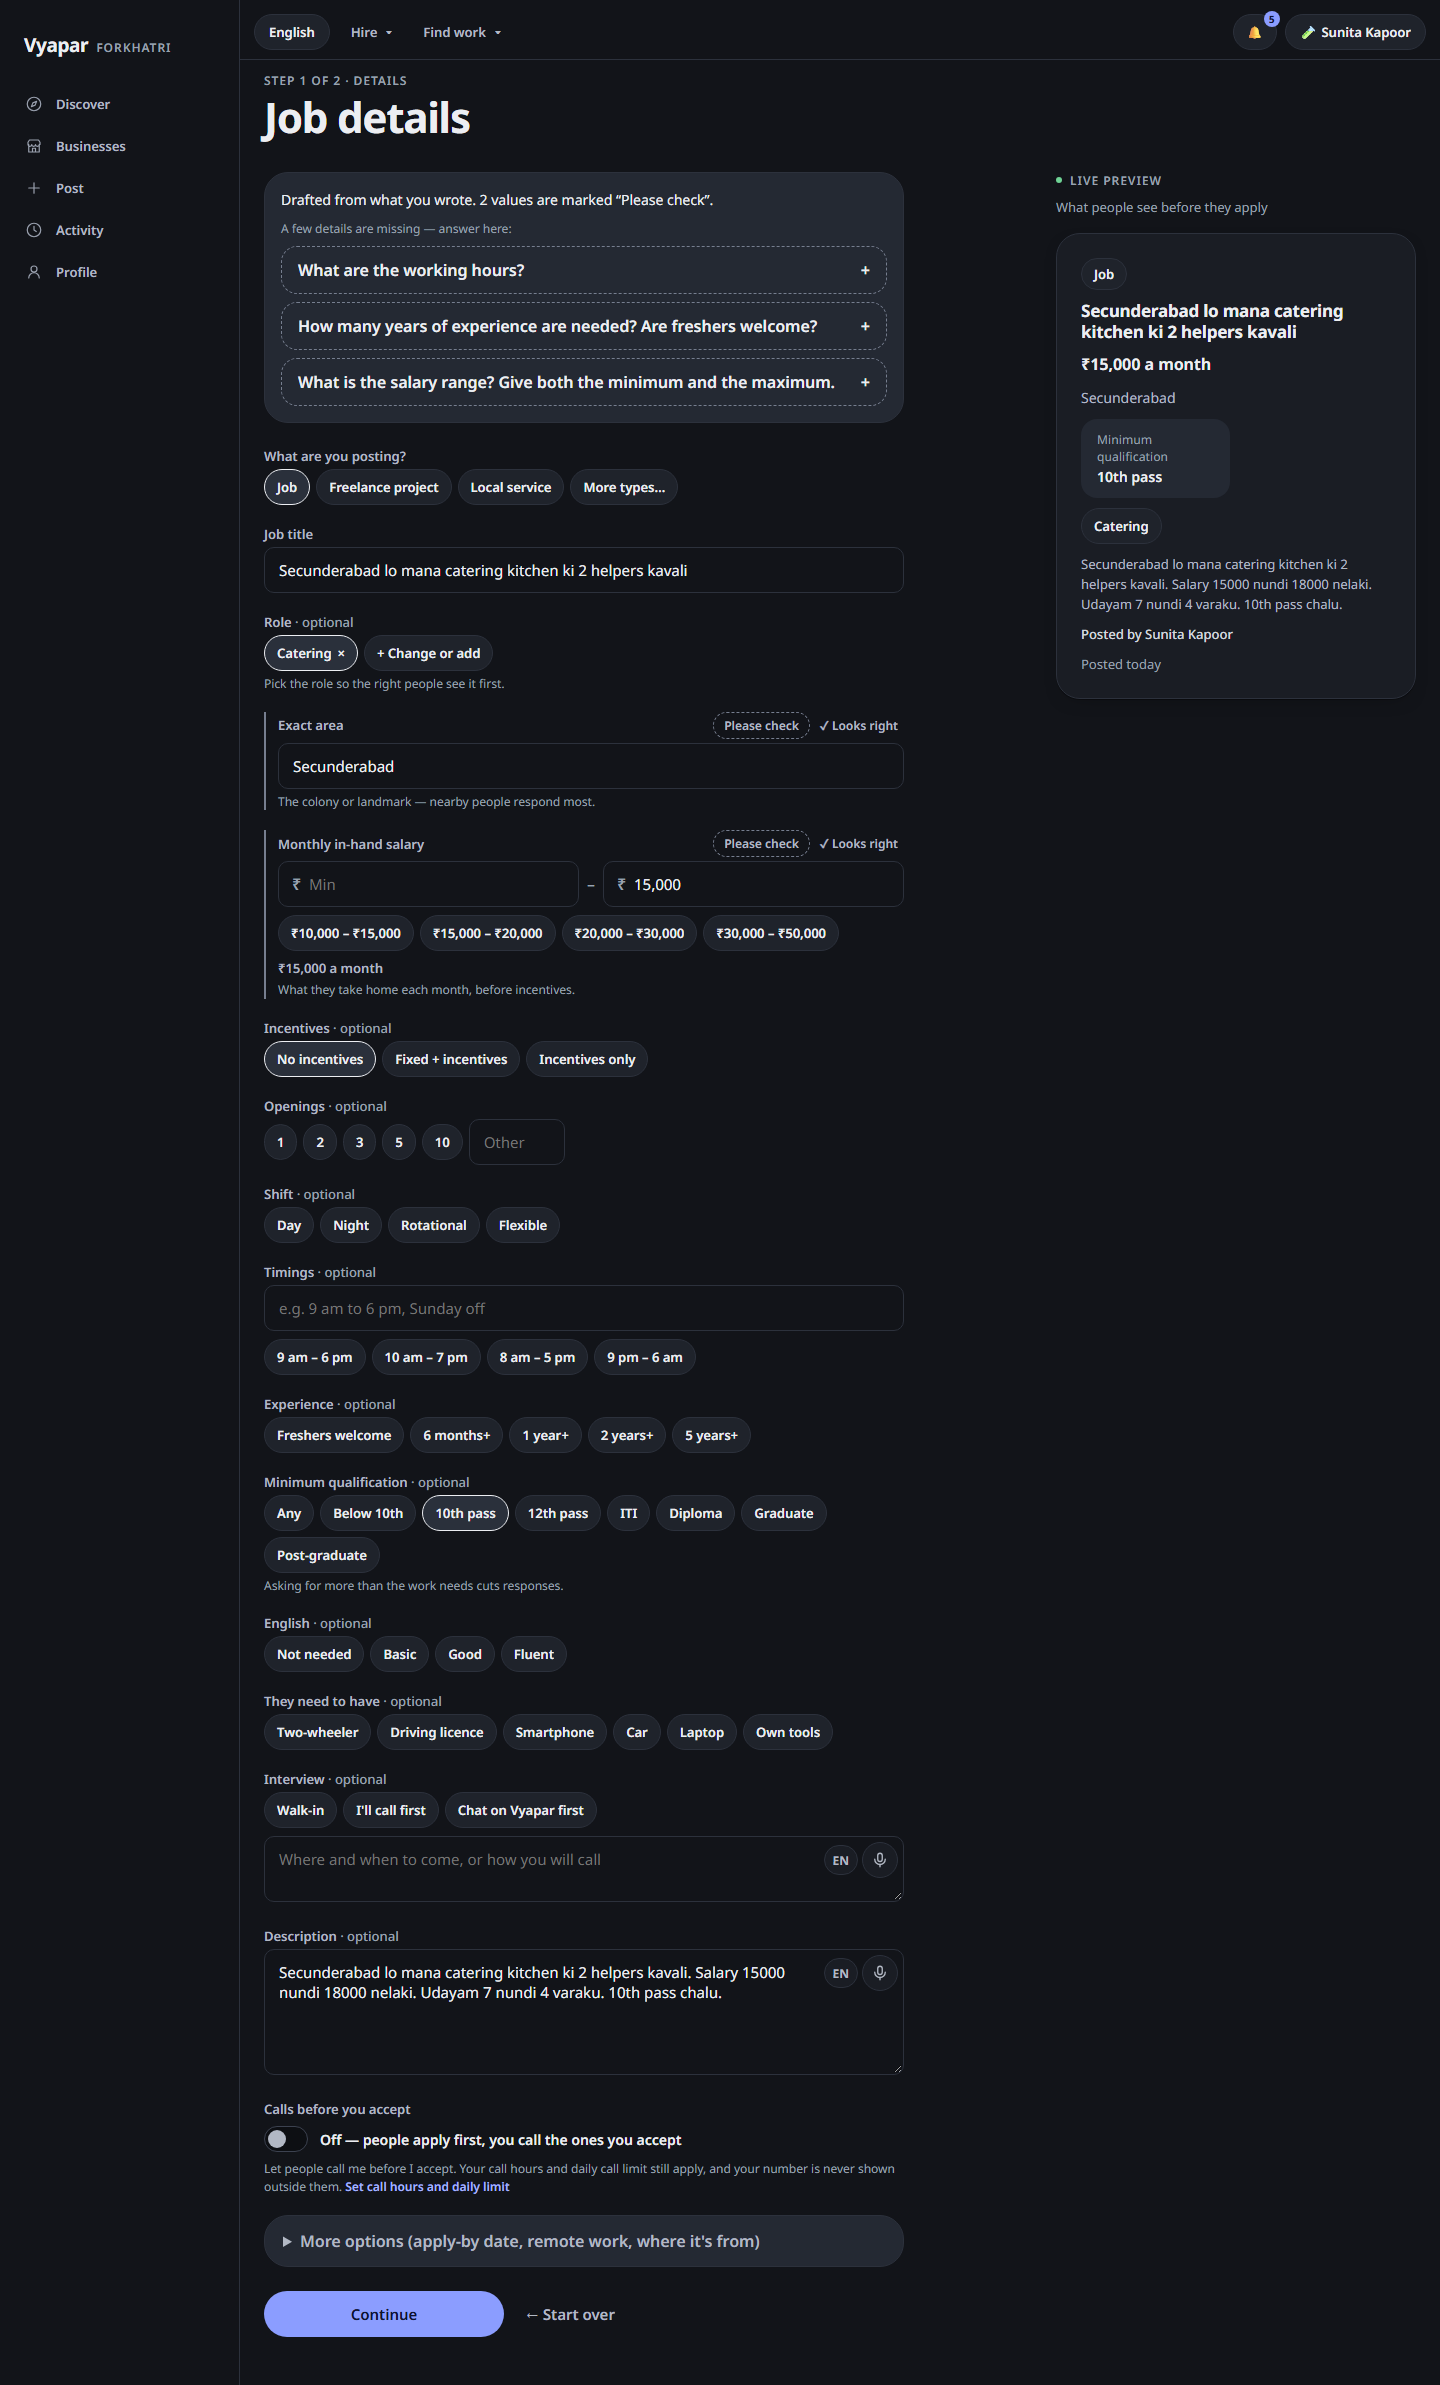 Vyapar FORKHATRI
Discover
Businesses
Post
Activity
Profile
English
Hire
Find work
5
Sunita Kapoor
STEP 1 OF 2 · DETAILS
Job details
Drafted from what you wrote. 2 values are marked “Please check”.
A few details are missing — answer here:
What are the working hours? +
How many years of experience are needed? Are freshers welcome? +
What is the salary range? Give both the minimum and the maximum. +
What are you posting?
Job
Freelance project
Local service
More types...
Job title
Secunderabad lo mana catering kitchen ki 2 helpers kavali
Role · optional
Catering ×
+ Change or add
Pick the role so the right people see it first.
Exact area
Please check
✓ Looks right
Secunderabad
The colony or landmark — nearby people respond most.
Monthly in-hand salary
Please check
✓ Looks right
₹ Min – ₹ 15,000
₹10,000 – ₹15,000
₹15,000 – ₹20,000
₹20,000 – ₹30,000
₹30,000 – ₹50,000
₹15,000 a month
What they take home each month, before incentives.
Incentives · optional
No incentives
Fixed + incentives
Incentives only
Openings · optional
1
2
3
5
10
Other
Shift · optional
Day
Night
Rotational
Flexible
Timings · optional
e.g. 9 am to 6 pm, Sunday off
9 am – 6 pm
10 am – 7 pm
8 am – 5 pm
9 pm – 6 am
Experience · optional
Freshers welcome
6 months+
1 year+
2 years+
5 years+
Minimum qualification · optional
Any
Below 10th
10th pass
12th pass
ITI
Diploma
Graduate
Post-graduate
Asking for more than the work needs cuts responses.
English · optional
Not needed
Basic
Good
Fluent
They need to have · optional
Two-wheeler
Driving licence
Smartphone
Car
Laptop
Own tools
Interview · optional
Walk-in
I'll call first
Chat on Vyapar first
Where and when to come, or how you will call
EN
Description · optional
Secunderabad lo mana catering kitchen ki 2 helpers kavali. Salary 15000
nundi 18000 nelaki. Udayam 7 nundi 4 varaku. 10th pass chalu.
EN
Calls before you accept
Off — people apply first, you call the ones you accept
Let people call me before I accept. Your call hours and daily call limit still apply, and your number is never shown
outside them. Set call hours and daily limit
More options (apply-by date, remote work, where it's from)
Continue
← Start over
LIVE PREVIEW
What people see before they apply
Job
Secunderabad lo mana catering
kitchen ki 2 helpers kavali
₹15,000 a month
Secunderabad
Minimum
qualification
10th pass
Catering
Secunderabad lo mana catering kitchen ki 2
helpers kavali. Salary 15000 nundi 18000 nelaki.
Udayam 7 nundi 4 varaku. 10th pass chalu.
Posted by Sunita Kapoor
Posted today